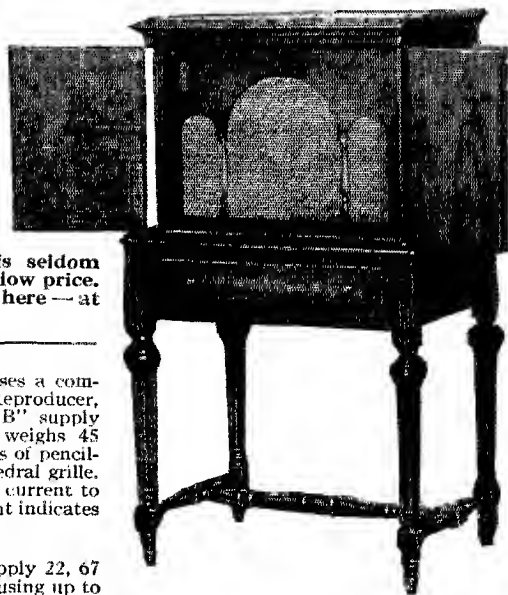 is seldom
low price.
here — at
ses a com-
Reproducer,
B" supply
weighs 45
s of pencil-
edral grille.
current to
nt indicates
pply 22, 67
using up to